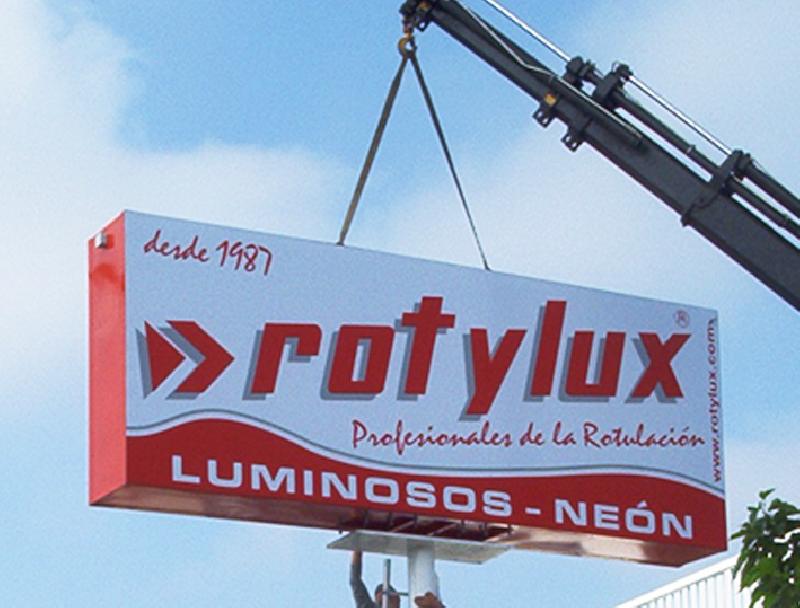 desde 1987
rotylux®
Profesionales de la Rotulación
LUMINOSOS - NEÓN
www.rotylux.com